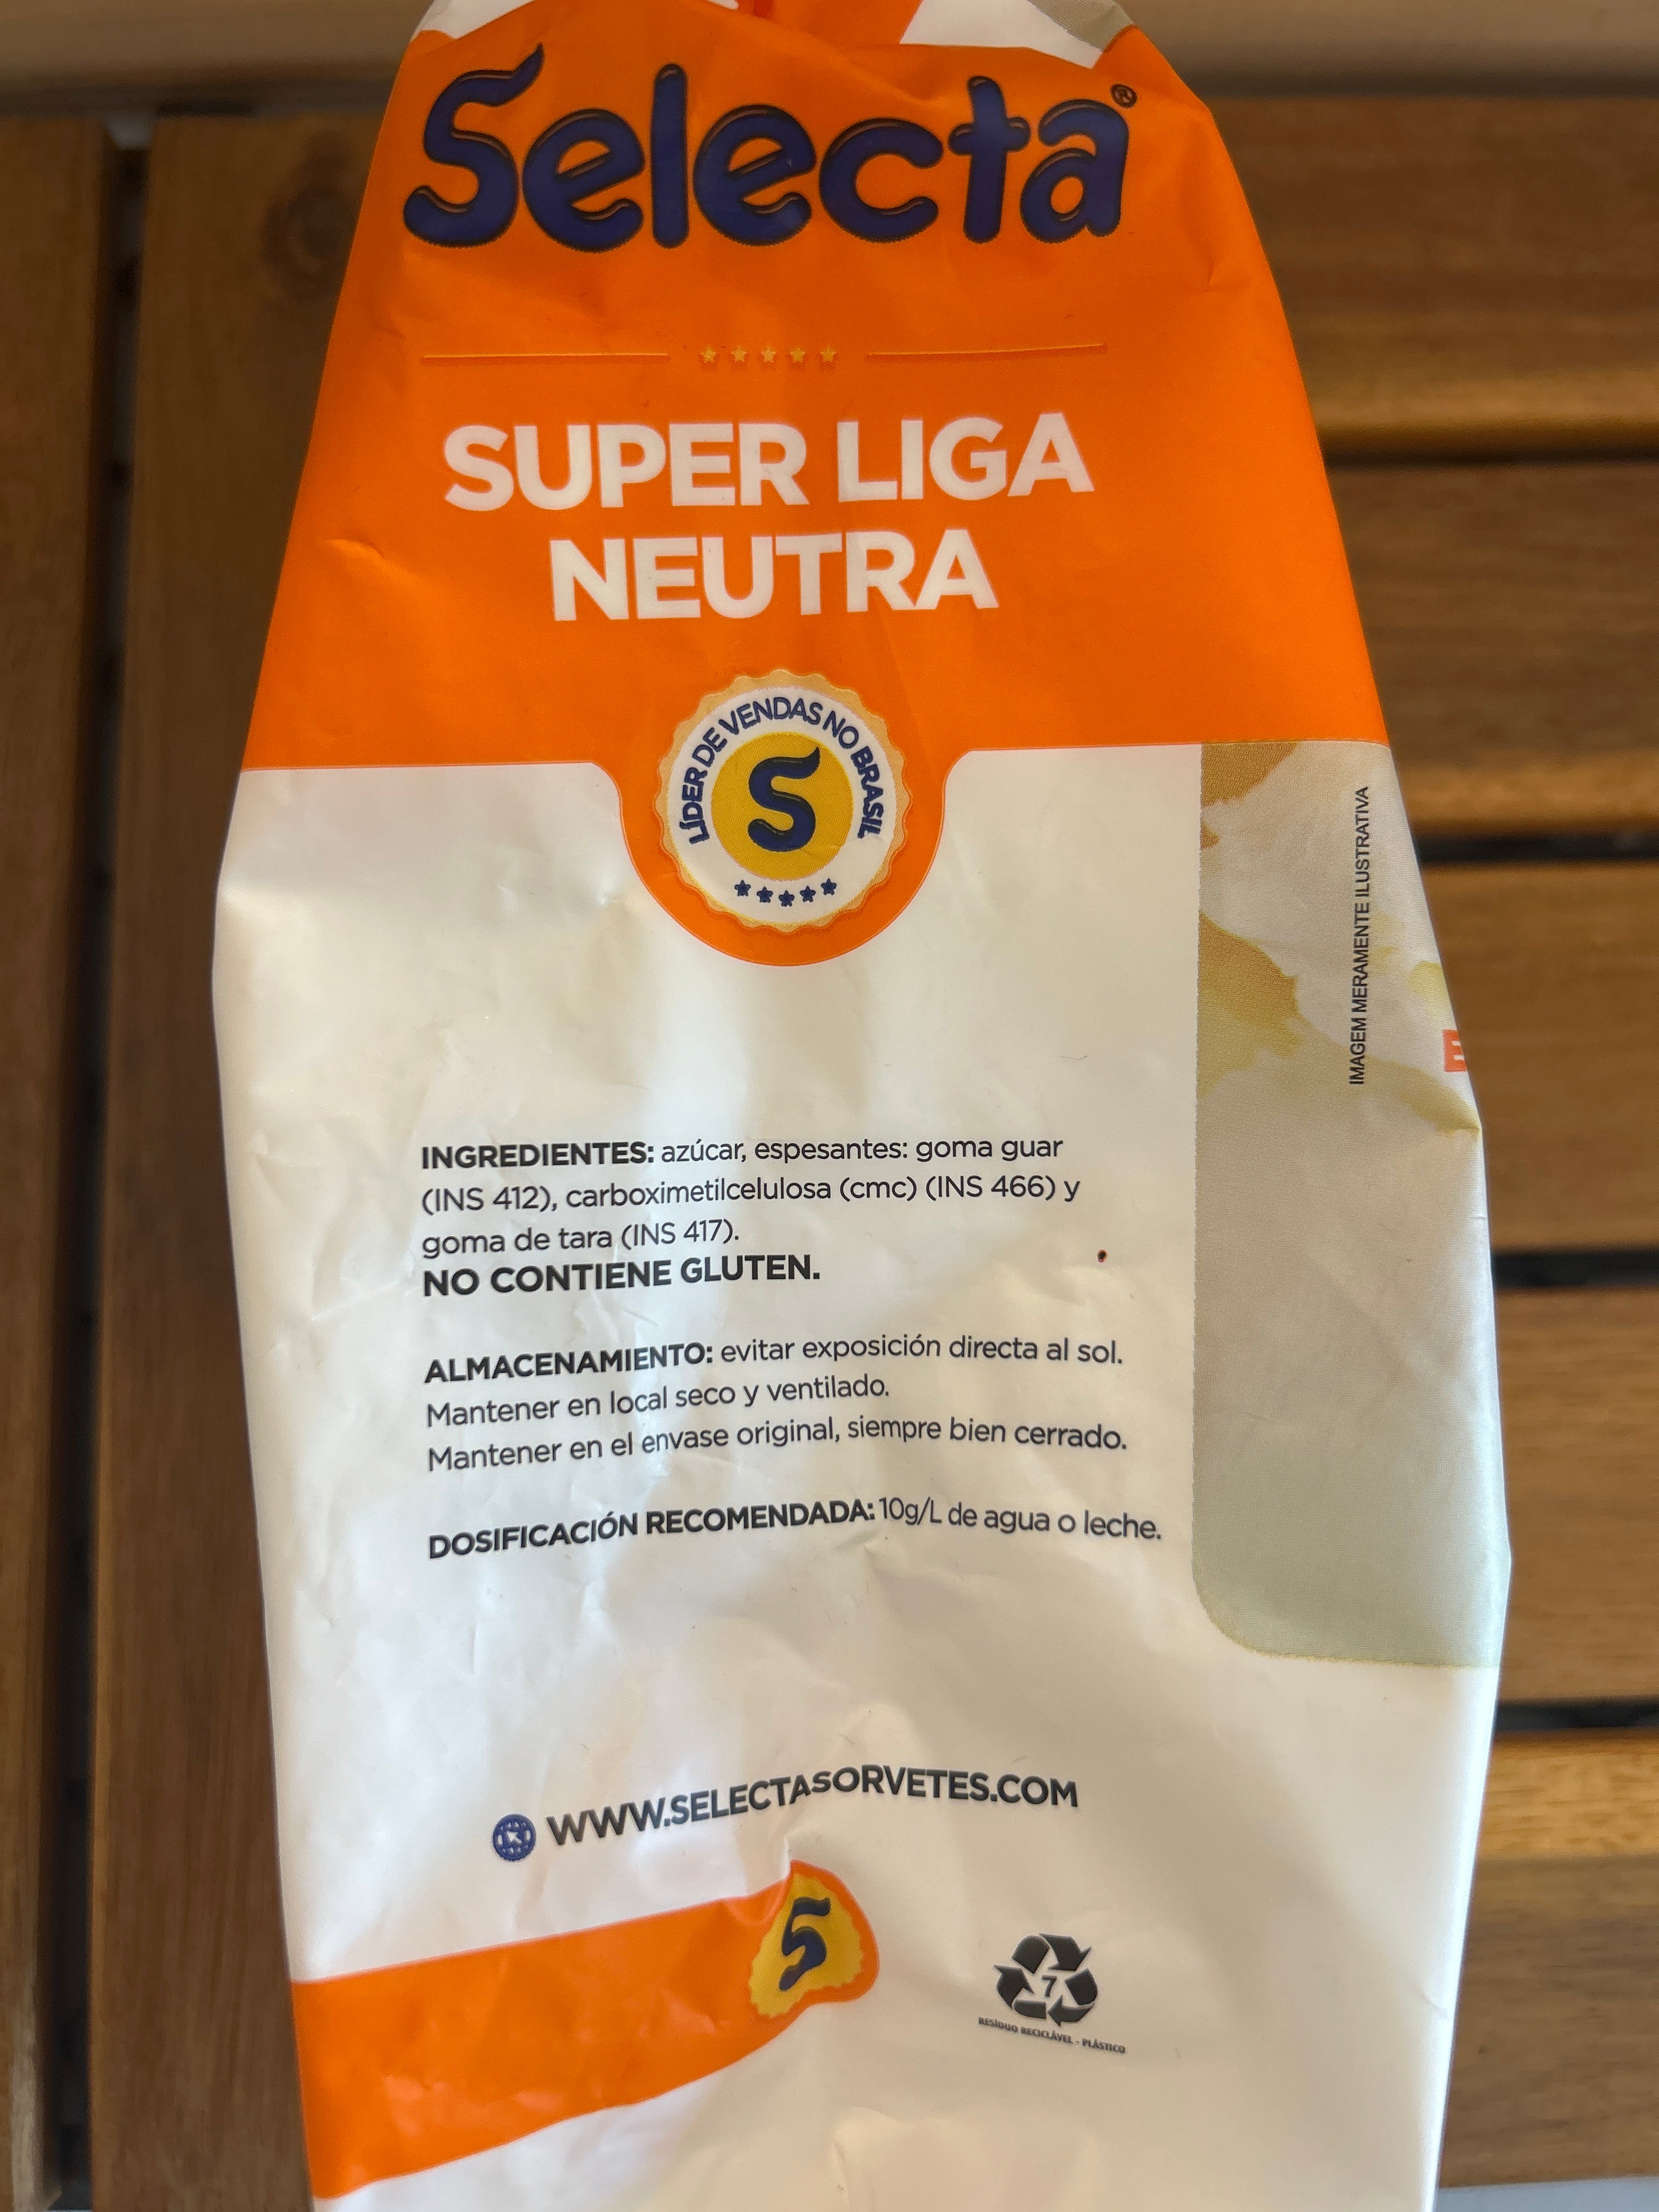 Selecta®
SUPER LIGA
NEUTRA
LÍDER DE VENDAS NO BRASIL
S
IMAGEM MERAMENTE ILUSTRATIVA
E
INGREDIENTES: azúcar, espesantes: goma guar
(INS 412), carboximetilcelulosa (cmc) (INS 466) y
goma de tara (INS 417).
NO CONTIENE GLUTEN.
ALMACENAMIENTO: evitar exposición directa al sol.
Mantener en local seco y ventilado.
Mantener en el envase original, siempre bien cerrado.
DOSIFICACIÓN RECOMENDADA: 10g/L de agua o leche.
WWW.SELECTASORVETES.COM
S
7
RESÍDUO RECICLÁVEL - PLÁSTICO